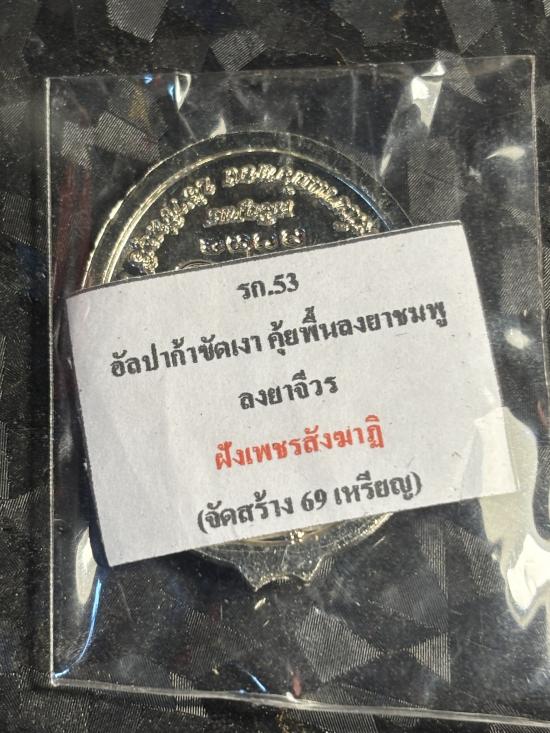 รก.53
อัลปาก้าขัดเงา คุ้ยพื้นลงยาชมพู
ลงยาจีวร
ฝังเพชรสังฆาฏิ
(จัดสร้าง 69 เหรียญ)